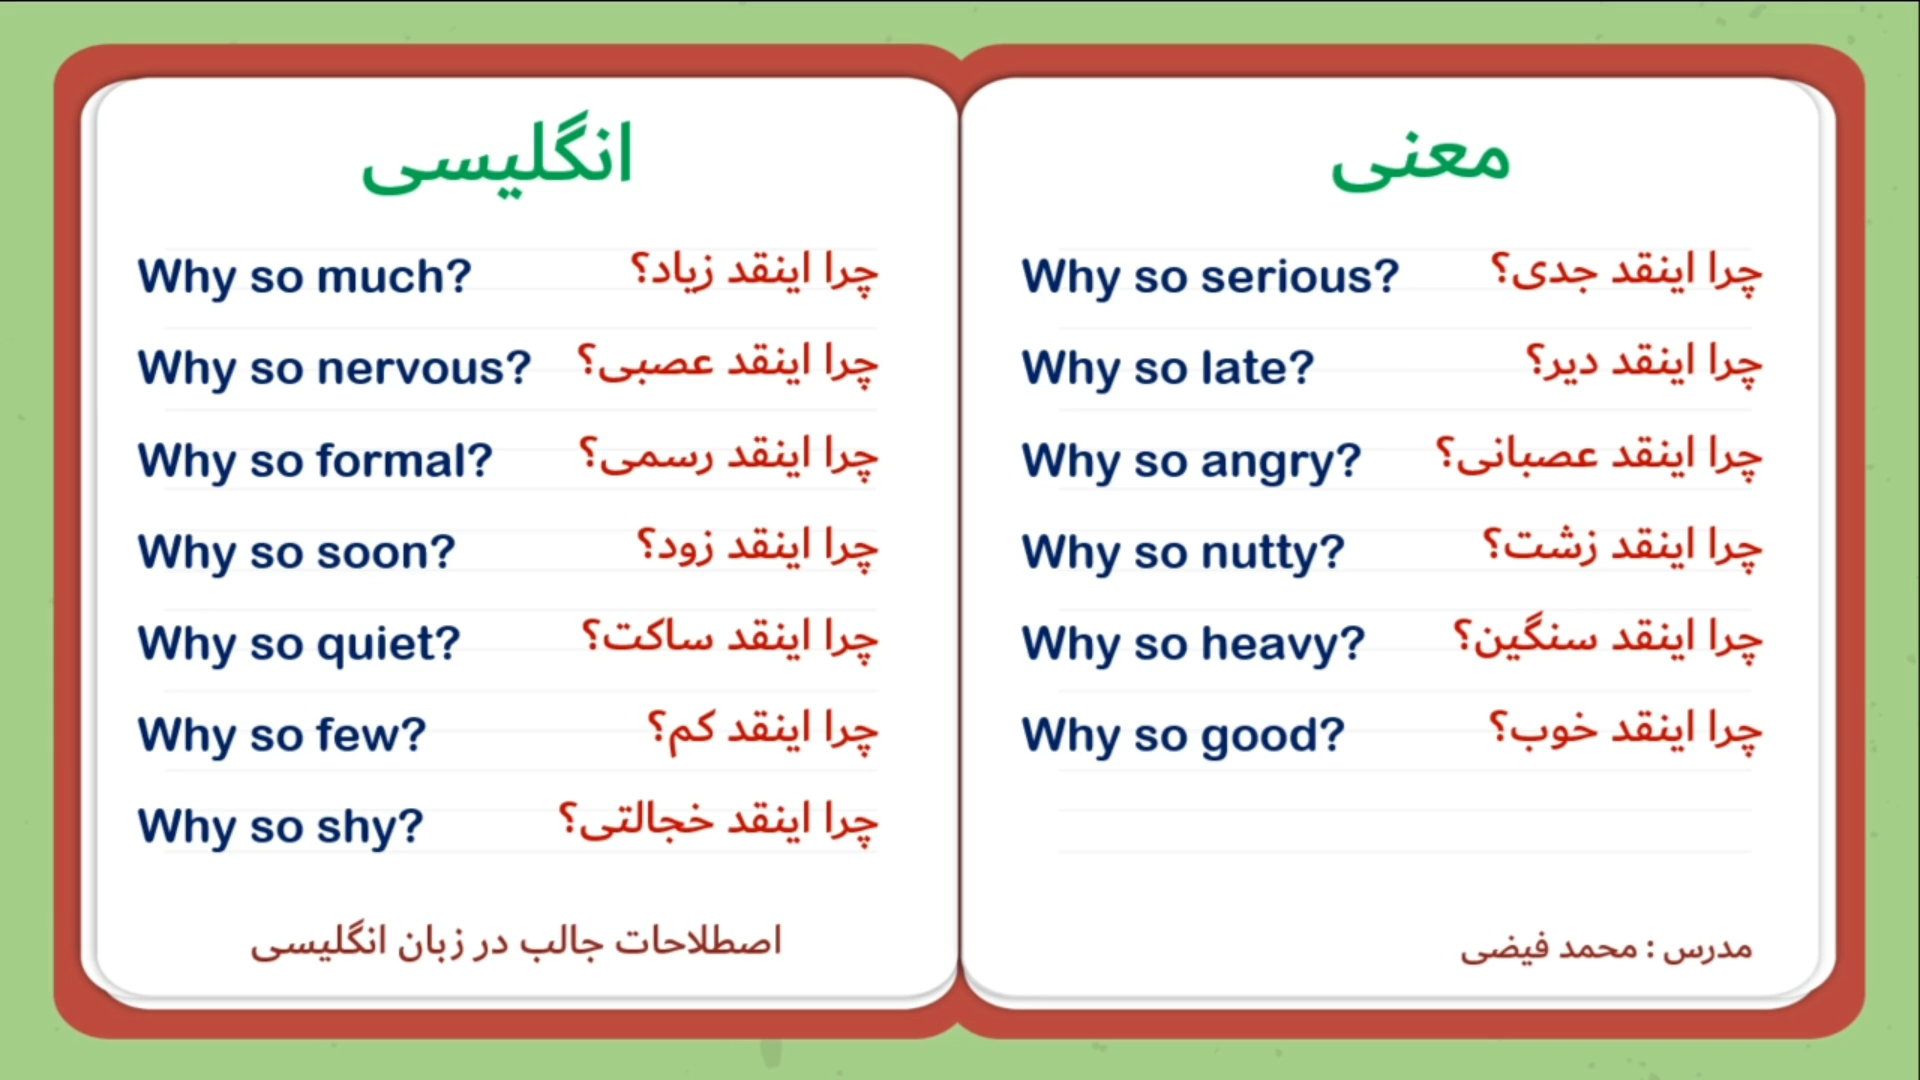 انگلیسی
Why so much? چرا اینقد زیاد؟
Why so nervous? چرا اینقد عصبی؟
Why so formal? چرا اینقد رسمی؟
Why so soon? چرا اینقد زود؟
Why so quiet? چرا اینقد ساکت؟
Why so few? چرا اینقد کم؟
Why so shy? چرا اینقد خجالتی؟
اصطلاحات جالب در زبان انگلیسی
معنی
Why so serious? چرا اینقد جدی؟
Why so late? چرا اینقد دیر؟
Why so angry? چرا اینقد عصبانی؟
Why so nutty? چرا اینقد زشت؟
Why so heavy? چرا اینقد سنگین؟
Why so good? چرا اینقد خوب؟
مدرس : محمد فیضی